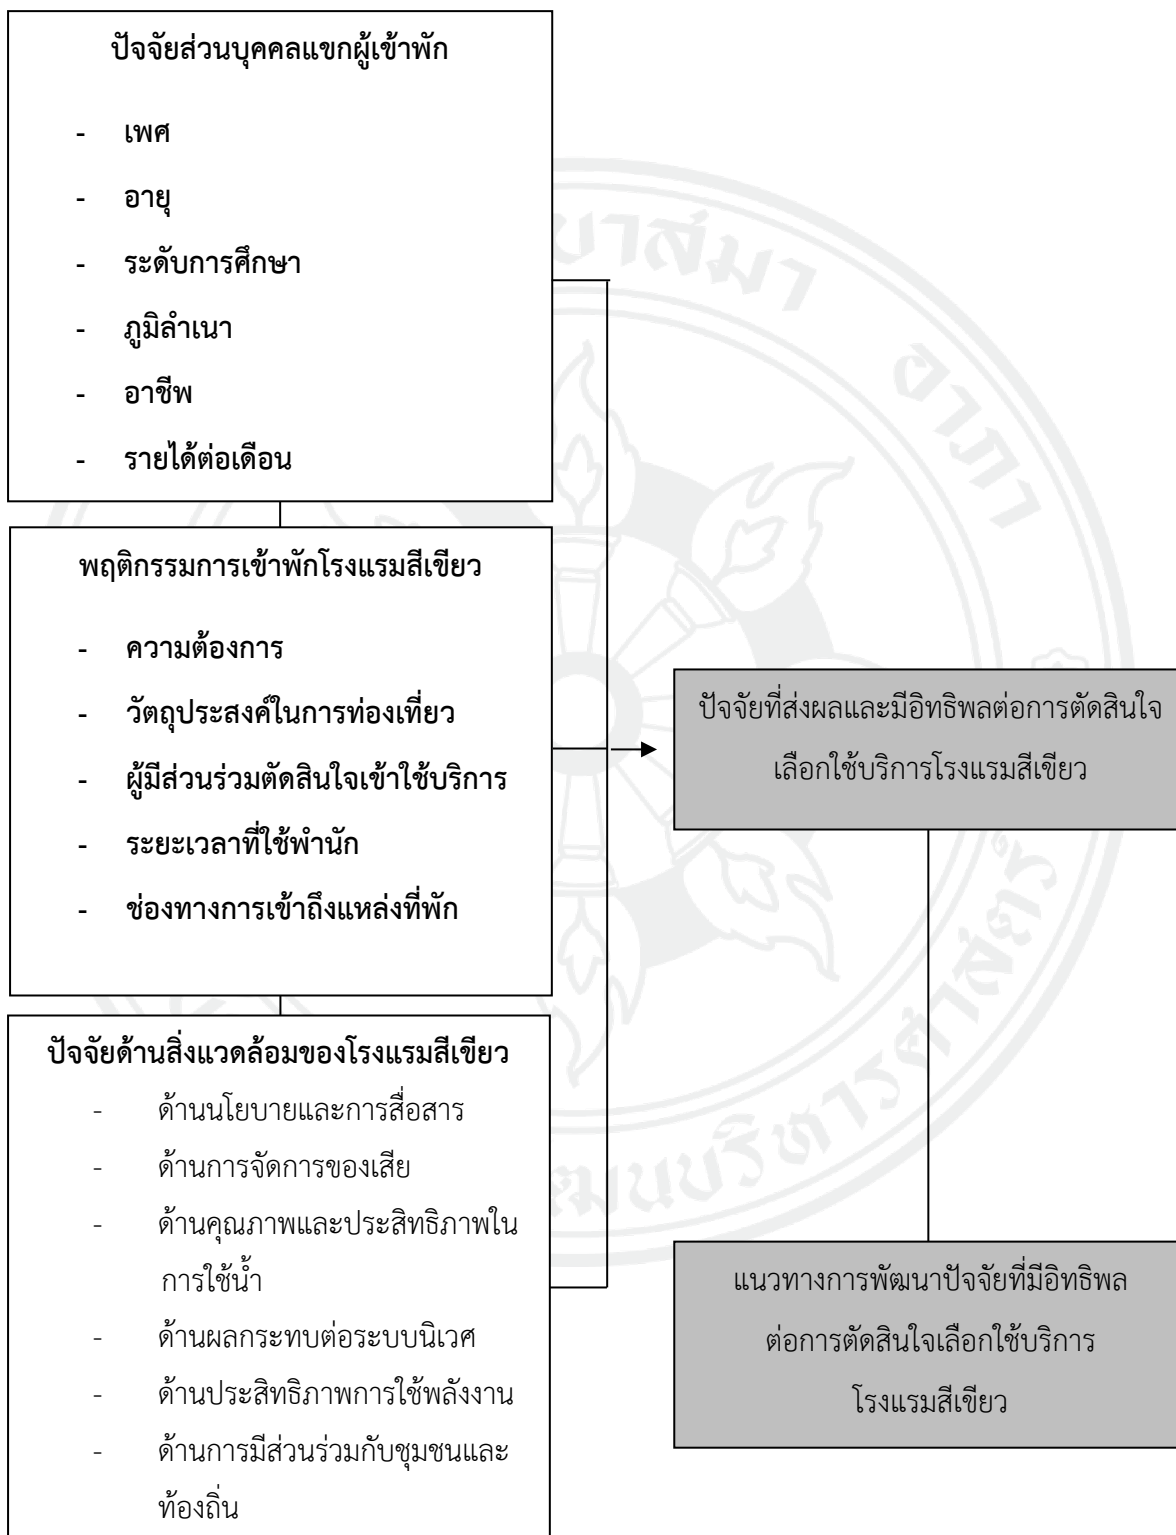 ปัจจัยส่วนบุคคลแขกผู้เข้าพัก
- เพศ
- อายุ
- ระดับการศึกษา
- ภูมิลำเนา
- อาชีพ
- รายได้ต่อเดือน
พฤติกรรมการเข้าพักโรงแรมสีเขียว
- ความต้องการ
- วัตถุประสงค์ในการท่องเที่ยว
- ผู้มีส่วนร่วมตัดสินใจเข้าใช้บริการ
- ระยะเวลาที่ใช้พำนัก
- ช่องทางการเข้าถึงแหล่งที่พัก
ปัจจัยด้านสิ่งแวดล้อมของโรงแรมสีเขียว
- ด้านนโยบายและการสื่อสาร
- ด้านการจัดการของเสีย
- ด้านคุณภาพและประสิทธิภาพใน
การใช้น้ำ
- ด้านผลกระทบต่อระบบนิเวศ
- ด้านประสิทธิภาพการใช้พลังงาน
- ด้านการมีส่วนร่วมกับชุมชนและ
ท้องถิ่น
ปัจจัยที่ส่งผลและมีอิทธิพลต่อการตัดสินใจ
เลือกใช้บริการโรงแรมสีเขียว
แนวทางการพัฒนาปัจจัยที่มีอิทธิพล
ต่อการตัดสินใจเลือกใช้บริการ
โรงแรมสีเขียว